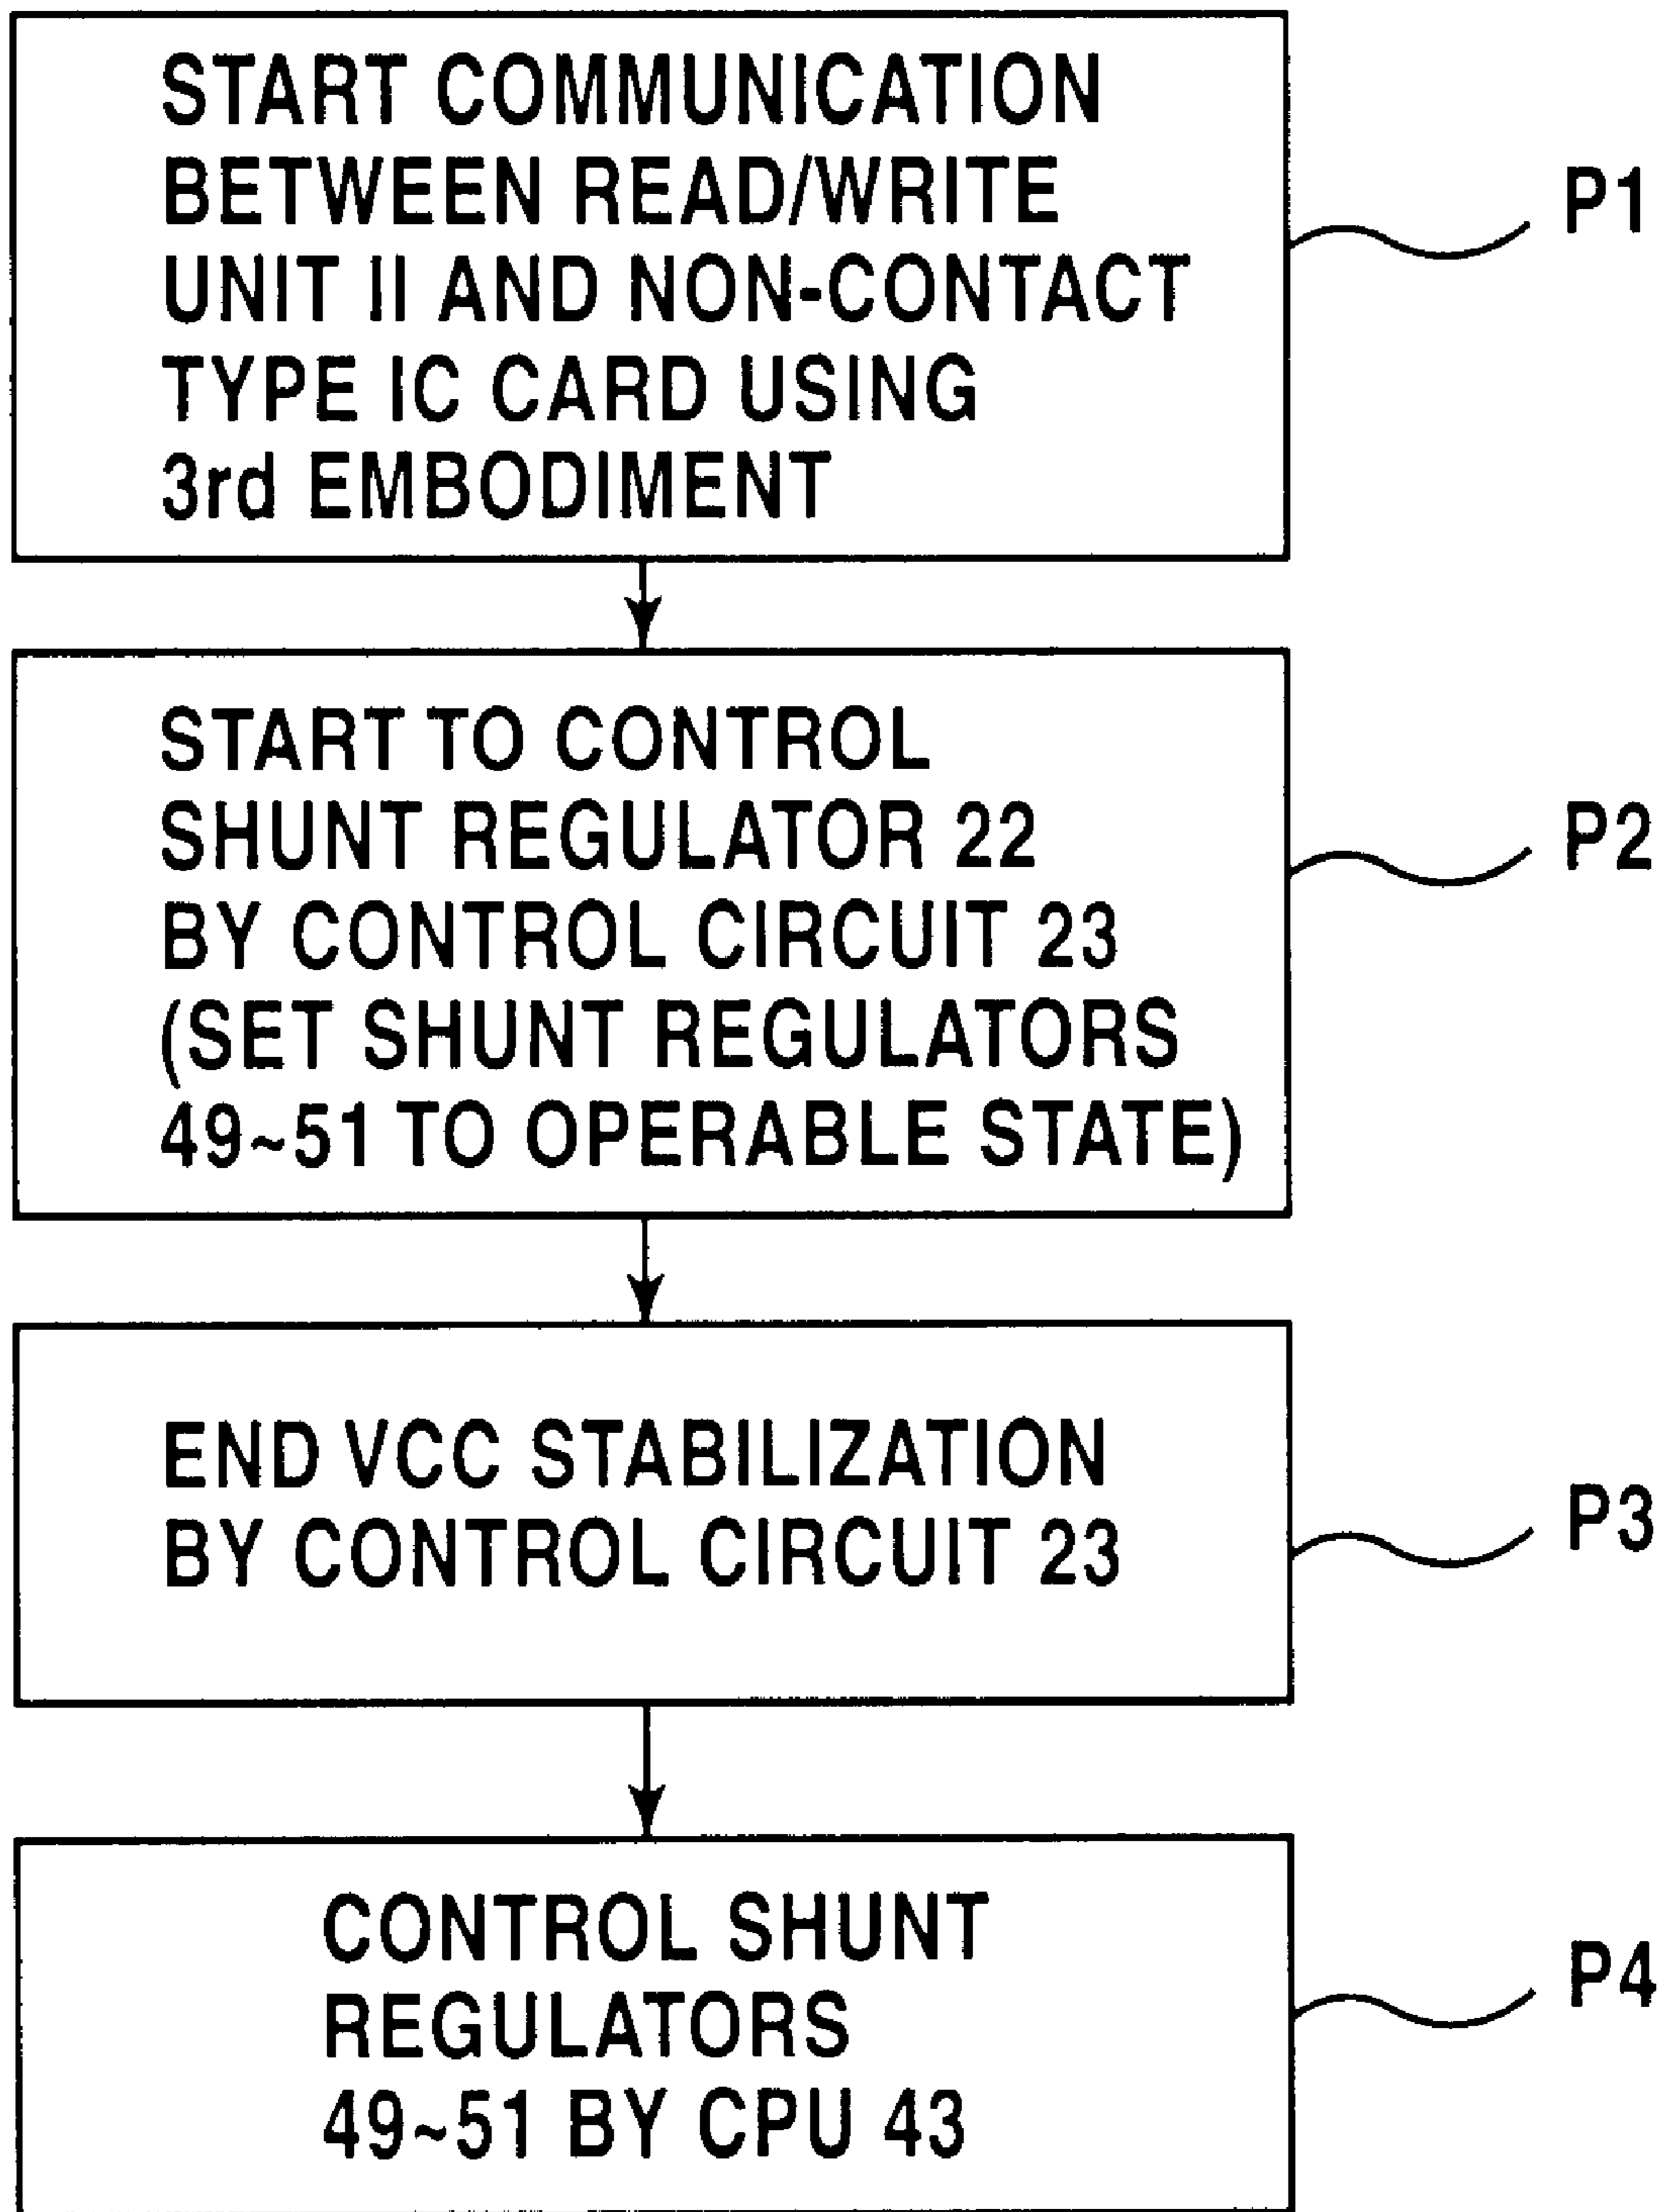 START COMMUNICATION
BETWEEN READ/WRITE
UNIT II AND NON-CONTACT
TYPE IC CARD USING
3rd EMBODIMENT
P1
START TO CONTROL
SHUNT REGULATOR 22
BY CONTROL CIRCUIT 23
(SET SHUNT REGULATORS
49~51 TO OPERABLE STATE)
P2
END VCC STABILIZATION
BY CONTROL CIRCUIT 23
P3
CONTROL SHUNT
REGULATORS
49~51 BY CPU 43
P4